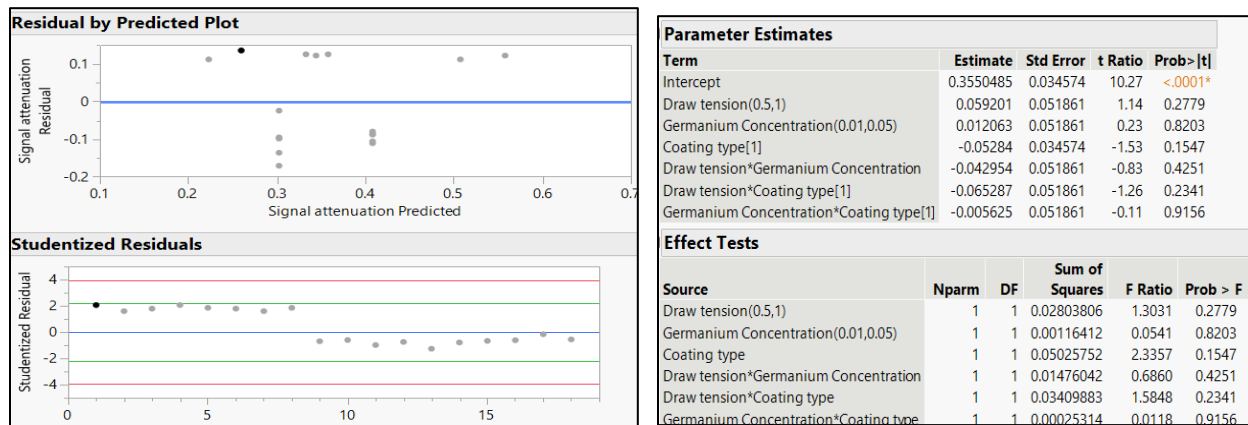 Residual by Predicted Plot
Signal attenuation
Residual
0.1
0
-0.1
-0.2
0.1 0.2 0.3 0.4 0.5 0.6 0.7
Signal attenuation Predicted
Studentized Residuals
Studentized Residual
4
2
0
-2
-4
0 5 10 15
Parameter Estimates
Term Estimate Std Error t Ratio Prob>|t|
Intercept 0.3550485 0.034574 10.27 <.0001*
Draw tension(0.5,1) 0.059201 0.051861 1.14 0.2779
Germanium Concentration(0.01,0.05) 0.012063 0.051861 0.23 0.8203
Coating type[1] -0.05284 0.034574 -1.53 0.1547
Draw tension*Germanium Concentration -0.042954 0.051861 -0.83 0.4251
Draw tension*Coating type[1] -0.065287 0.051861 -1.26 0.2341
Germanium Concentration*Coating type[1] -0.005625 0.051861 -0.11 0.9156
Effect Tests
Sum of
Source Nparm DF Squares F Ratio Prob > F
Draw tension(0.5,1) 1 1 0.02803806 1.3031 0.2779
Germanium Concentration(0.01,0.05) 1 1 0.00116412 0.0541 0.8203
Coating type 1 1 0.05025752 2.3357 0.1547
Draw tension*Germanium Concentration 1 1 0.01476042 0.6860 0.4251
Draw tension*Coating type 1 1 0.03409883 1.5848 0.2341
Germanium Concentration*Coating type 1 1 0.00025314 0.0118 0.9156